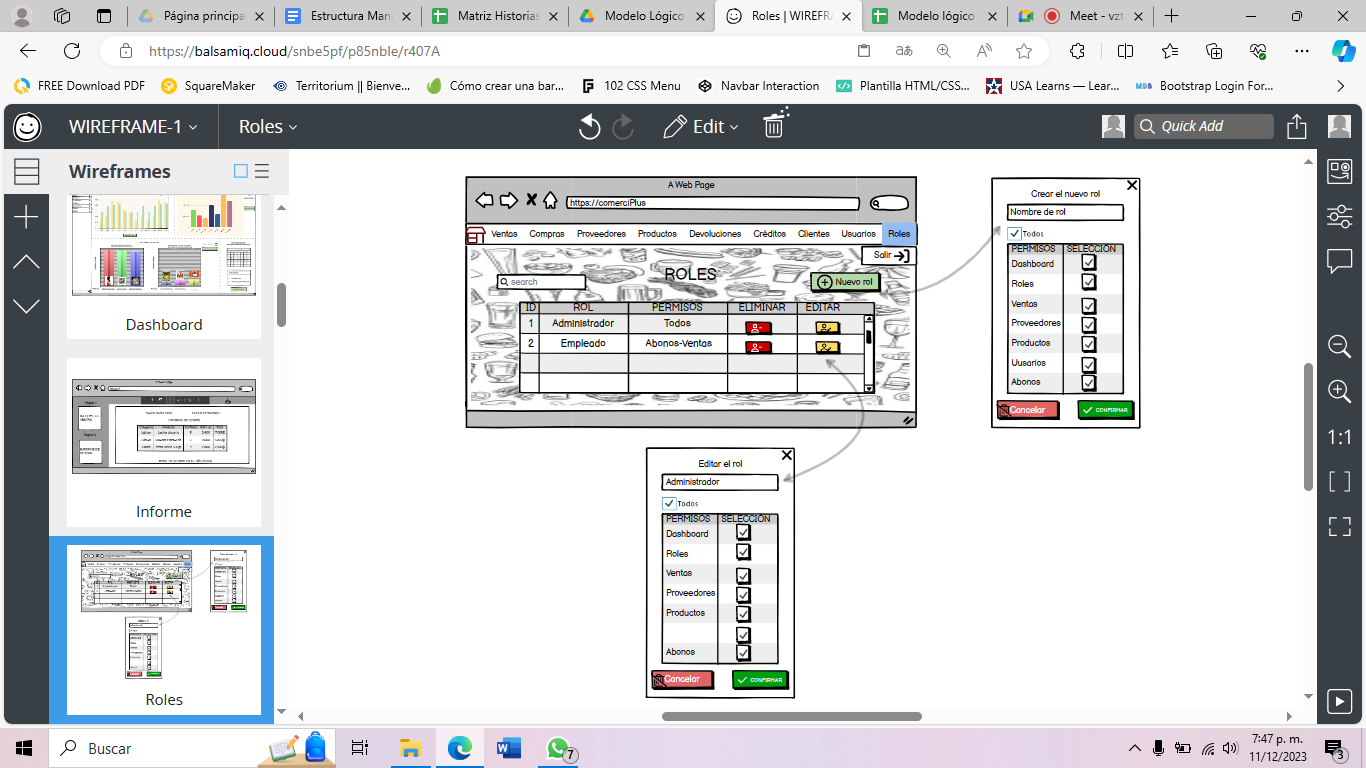 Página principa
Estructura Man
Matriz Historias
Modelo Lógico
Roles | WIREFR
Modelo lógico
Meet - vzt
https://balsamiq.cloud/snbe5pf/p85nble/r407A
FREE Download PDF
SquareMaker
Territorium || Bienve...
Cómo crear una bar...
102 CSS Menu
Navbar Interaction
Plantilla HTML/CSS...
USA Learns — Lear...
Bootstrap Login For...
WIREFRAME-1
Roles
Edit
Quick Add
Wireframes
Dashboard
Informe
Roles
A Web Page
https://comerciPlus
Ventas Compras Proveedores Productos Devoluciones Créditos Clientes Usuarios Roles
Salir
ROLES
search
Nuevo rol
ID ROL PERMISOS ELIMINAR EDITAR
1 Administrador Todos
2 Empleado Abonos-Ventas
Crear el nuevo rol
Nombre de rol
Todos
PERMISOS SELECCIÓN
Dashboard
Roles
Ventas
Proveedores
Productos
Uusarios
Abonos
Cancelar
CONFIRMAR
Editar el rol
Administrador
Todos
PERMISOS SELECCIÓN
Dashboard
Roles
Ventas
Proveedores
Productos
Abonos
Cancelar
CONFIRMAR
1:1
Buscar
7
7:47 p. m.
11/12/2023
3